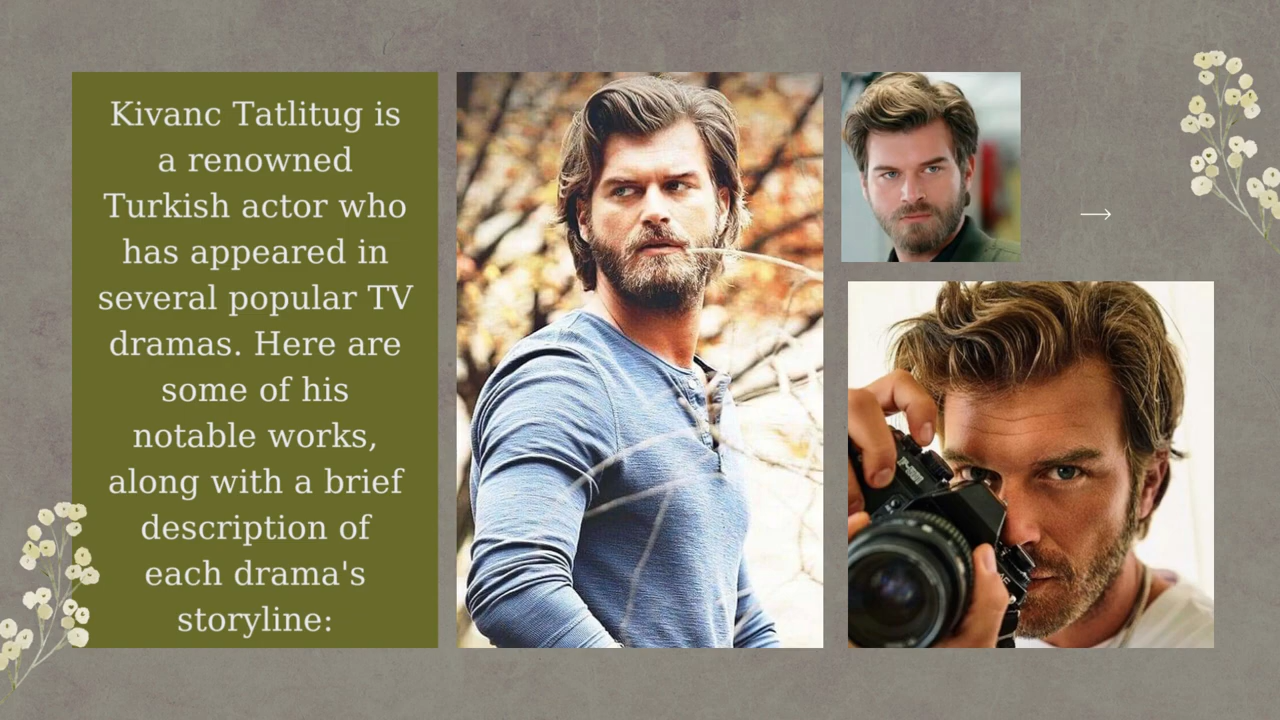 Kivanc Tatlitug is
a renowned
Turkish actor who
has appeared in
several popular TV
dramas. Here are
some of his
notable works,
along with a brief
description of
each drama's
storyline: